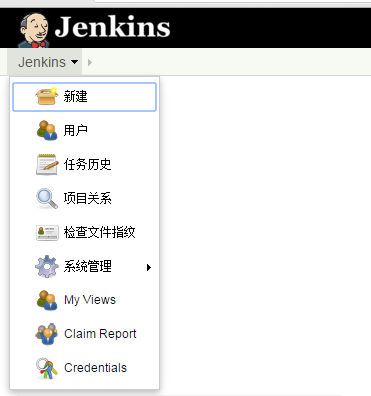 Jenkins
Jenkins
新建
用户
任务历史
项目关系
检查文件指纹
系统管理
My Views
Claim Report
Credentials